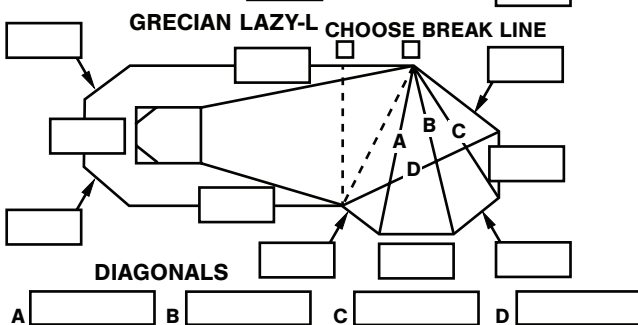 GRECIAN LAZY-L
CHOOSE BREAK LINE
A
B
C
D
DIAGONALS
A
B
C
D